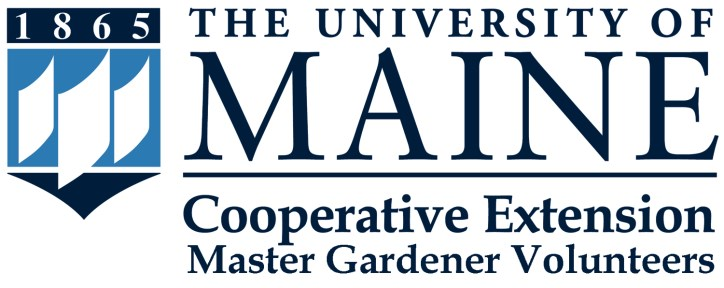 1865
THE UNIVERSITY OF
MAINE
Cooperative Extension
Master Gardener Volunteers